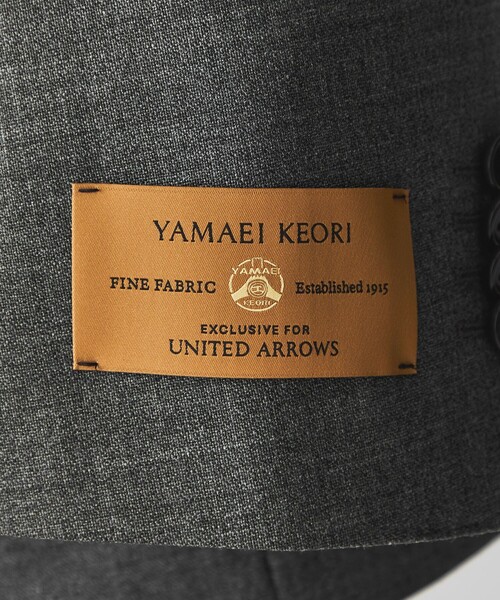 YAMAEI KEORI
FINE FABRIC
YAMAEI
KEORI
Established 1915
EXCLUSIVE FOR
UNITED ARROWS